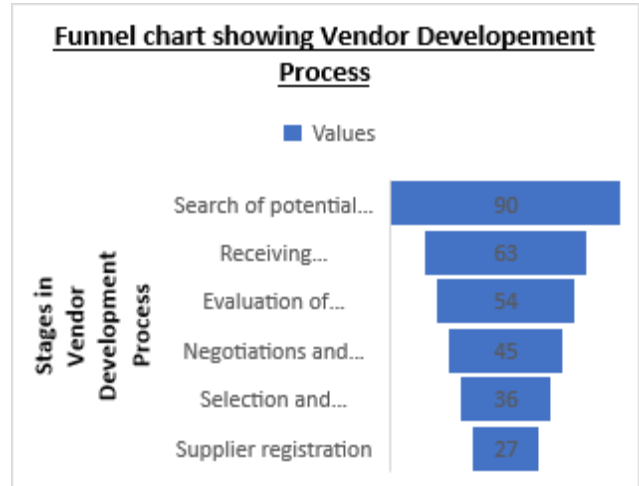 Funnel chart showing Vendor Developement
Process
Values
Stages in
Vendor
Development
Process
Search of potential... 90
Receiving... 63
Evaluation of... 54
Negotiations and... 45
Selection and... 36
Supplier registration 27